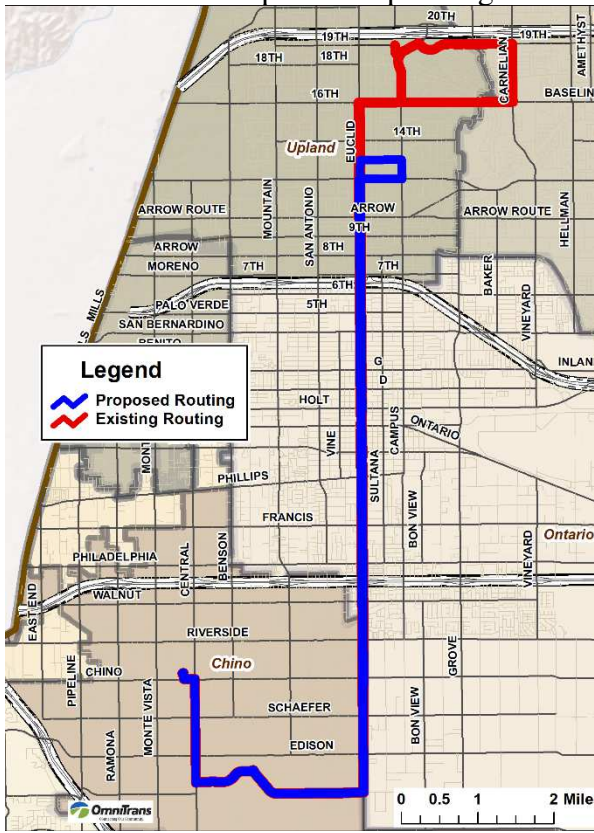 20TH
19TH
19TH
18TH
18TH
CARNELIAN
AMETHYST
16TH
BASELIN
EUCLID
14TH
Upland
MOUNTAIN
SAN ANTONIO
ARROW
ARROW ROUTE
ARROW ROUTE
HELLMAN
9TH
ARROW
8TH
MORENO
7TH
7TH
BAKER
VINEYARD
6TH
PALO VERDE
5TH
SAN BERNARDINO
MILLS
G
INLAN
D
Legend
Proposed Routing
Existing Routing
HOLT
VINE
CAMPUS
ONTARIO
SULTANA
PHILLIPS
FRANCIS
BON VIEW
Ontario
PHILADELPHIA
CENTRAL
BENSON
VINEYARD
EAST END
WALNUT
RIVERSIDE
Chino
GROVE
PIPELINE
CHINO
MONTE VISTA
SCHAEFER
BON VIEW
RAMONA
EDISON
OmniTrans
0 0.5 1 2 Mile